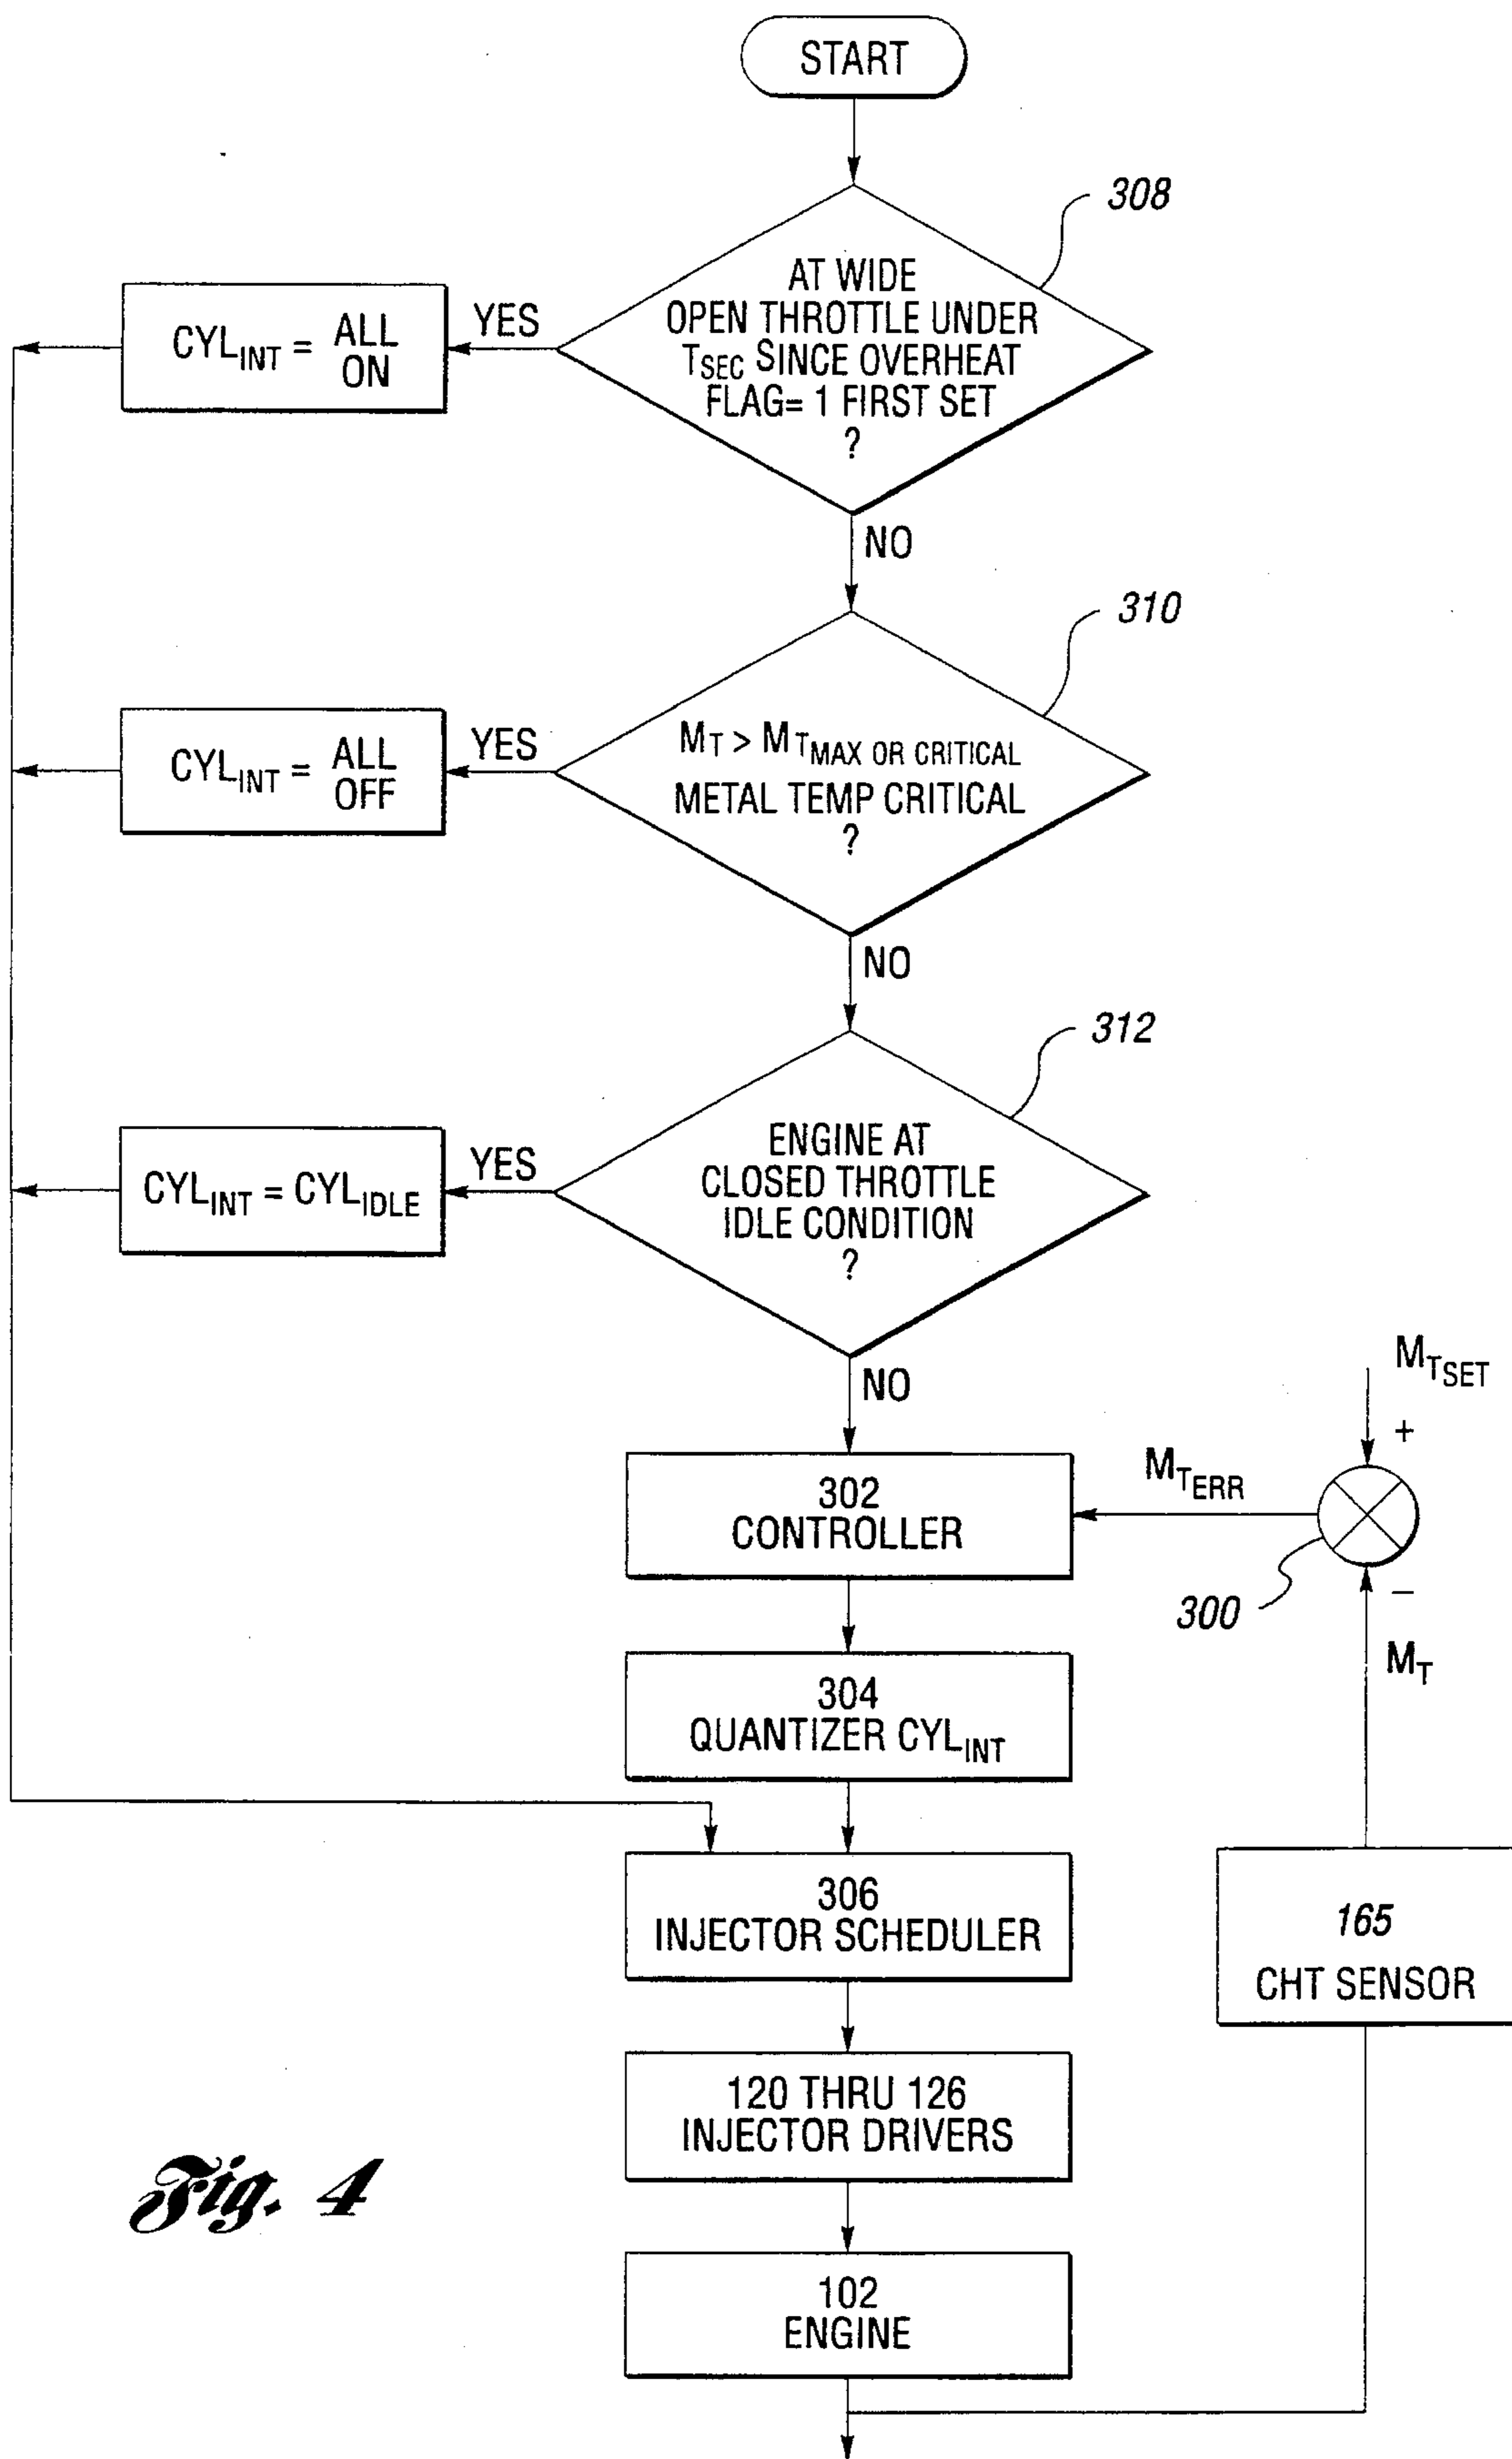 START
308
AT WIDE
OPEN THROTTLE UNDER
TSEC SINCE OVERHEAT
FLAG= 1 FIRST SET
?
YES
CYLINT = ALL
ON
NO
310
MT > MTMAX OR CRITICAL
METAL TEMP CRITICAL
?
YES
CYLINT = ALL
OFF
NO
312
ENGINE AT
CLOSED THROTTLE
IDLE CONDITION
?
YES
CYLINT = CYLIDLE
NO
MTSET
+
MTERR
302
CONTROLLER
300
−
MT
304
QUANTIZER CYLINT
306
INJECTOR SCHEDULER
165
CHT SENSOR
120 THRU 126
INJECTOR DRIVERS
102
ENGINE
Fig. 4